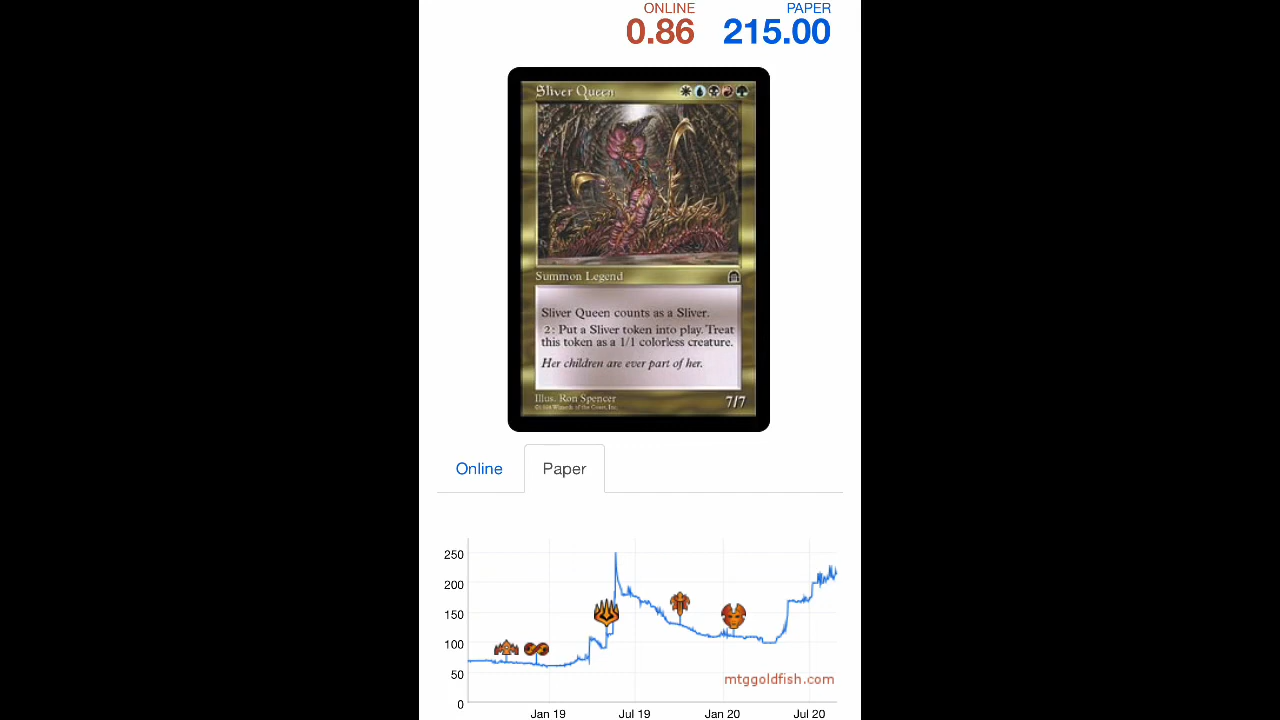 ONLINE PAPER
0.86 215.00
Sliver Queen
Summon Legend
Sliver Queen counts as a Sliver.
2: Put a Sliver token into play. Treat
this token as a 1/1 colorless creature.
Her children are ever part of her.
Illus. Ron Spencer
7/7
Online Paper
250
200
150
100
50
0
mtggoldfish.com
Jan 19 Jul 19 Jan 20 Jul 20